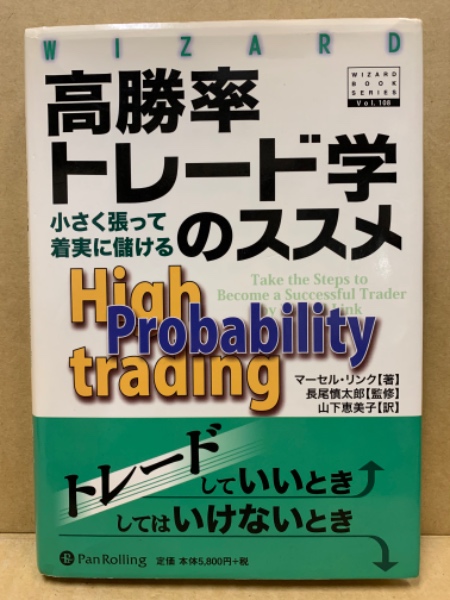 WIZARD
WIZARD
BOOK
SERIES
Vol. 108
高勝率
トレード学
のススメ
小さく張って
着実に儲ける
Take the Steps to
Become a Successful Trader
by Link
High
Probability
trading
マーセル・リンク【著】
長尾慎太郎【監修】
山下恵美子【訳】
トレードしていいとき
してはいけないとき
PanRolling
定価 本体5,800円+税